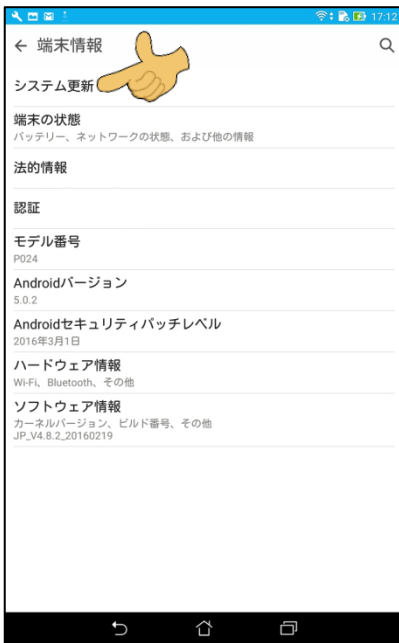 17:12
端末情報
システム更新
端末の状態
バッテリー、ネットワークの状態、および他の情報
法的情報
認証
モデル番号
P024
Androidバージョン
5.0.2
Androidセキュリティパッチレベル
2016年3月1日
ハードウェア情報
Wi-Fi、Bluetooth、その他
ソフトウェア情報
カーネルバージョン、ビルド番号、その他
JP_V4.8.2_20160219